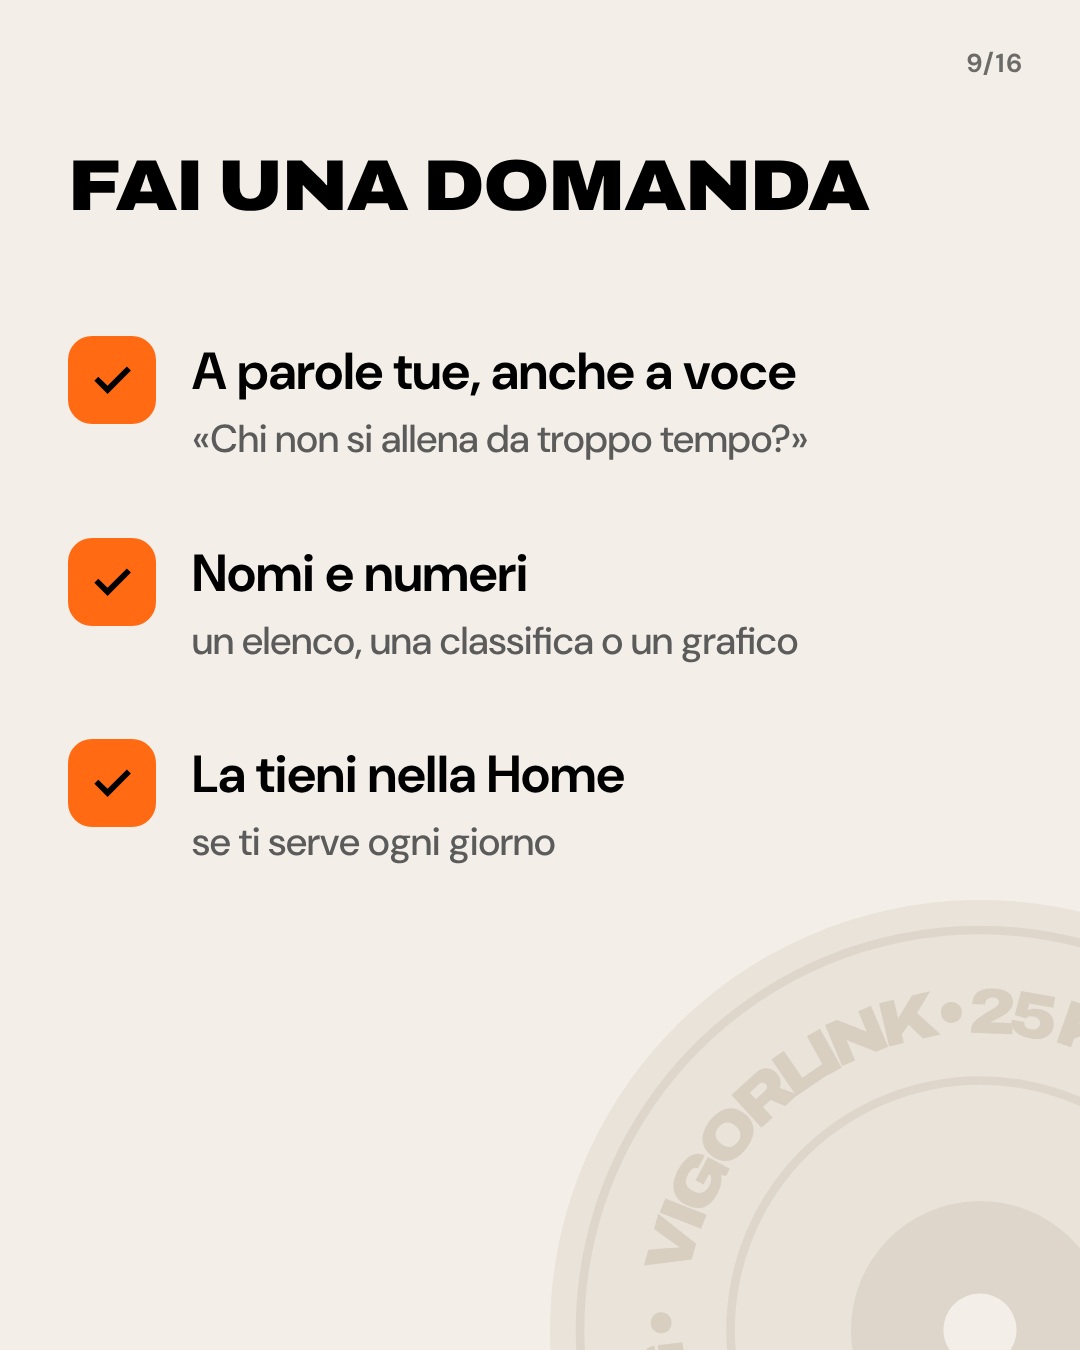 9/16
FAI UNA DOMANDA
A parole tue, anche a voce
«Chi non si allena da troppo tempo?»
Nomi e numeri
un elenco, una classifica o un grafico
La tieni nella Home
se ti serve ogni giorno
VIGORLINK • 25